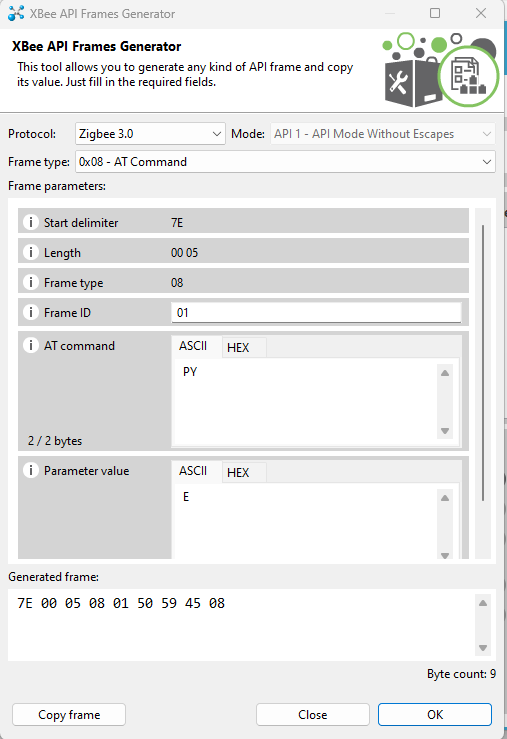 XBee API Frames Generator
XBee API Frames Generator
This tool allows you to generate any kind of API frame and copy
its value. Just fill in the required fields.
Protocol: Zigbee 3.0 Mode: API 1 - API Mode Without Escapes
Frame type: 0x08 - AT Command
Frame parameters:
i Start delimiter 7E
i Length 00 05
i Frame type 08
i Frame ID 01
i AT command ASCII HEX
PY
2 / 2 bytes
i Parameter value ASCII HEX
E
Generated frame:
7E 00 05 08 01 50 59 45 08
Byte count: 9
Copy frame Close OK